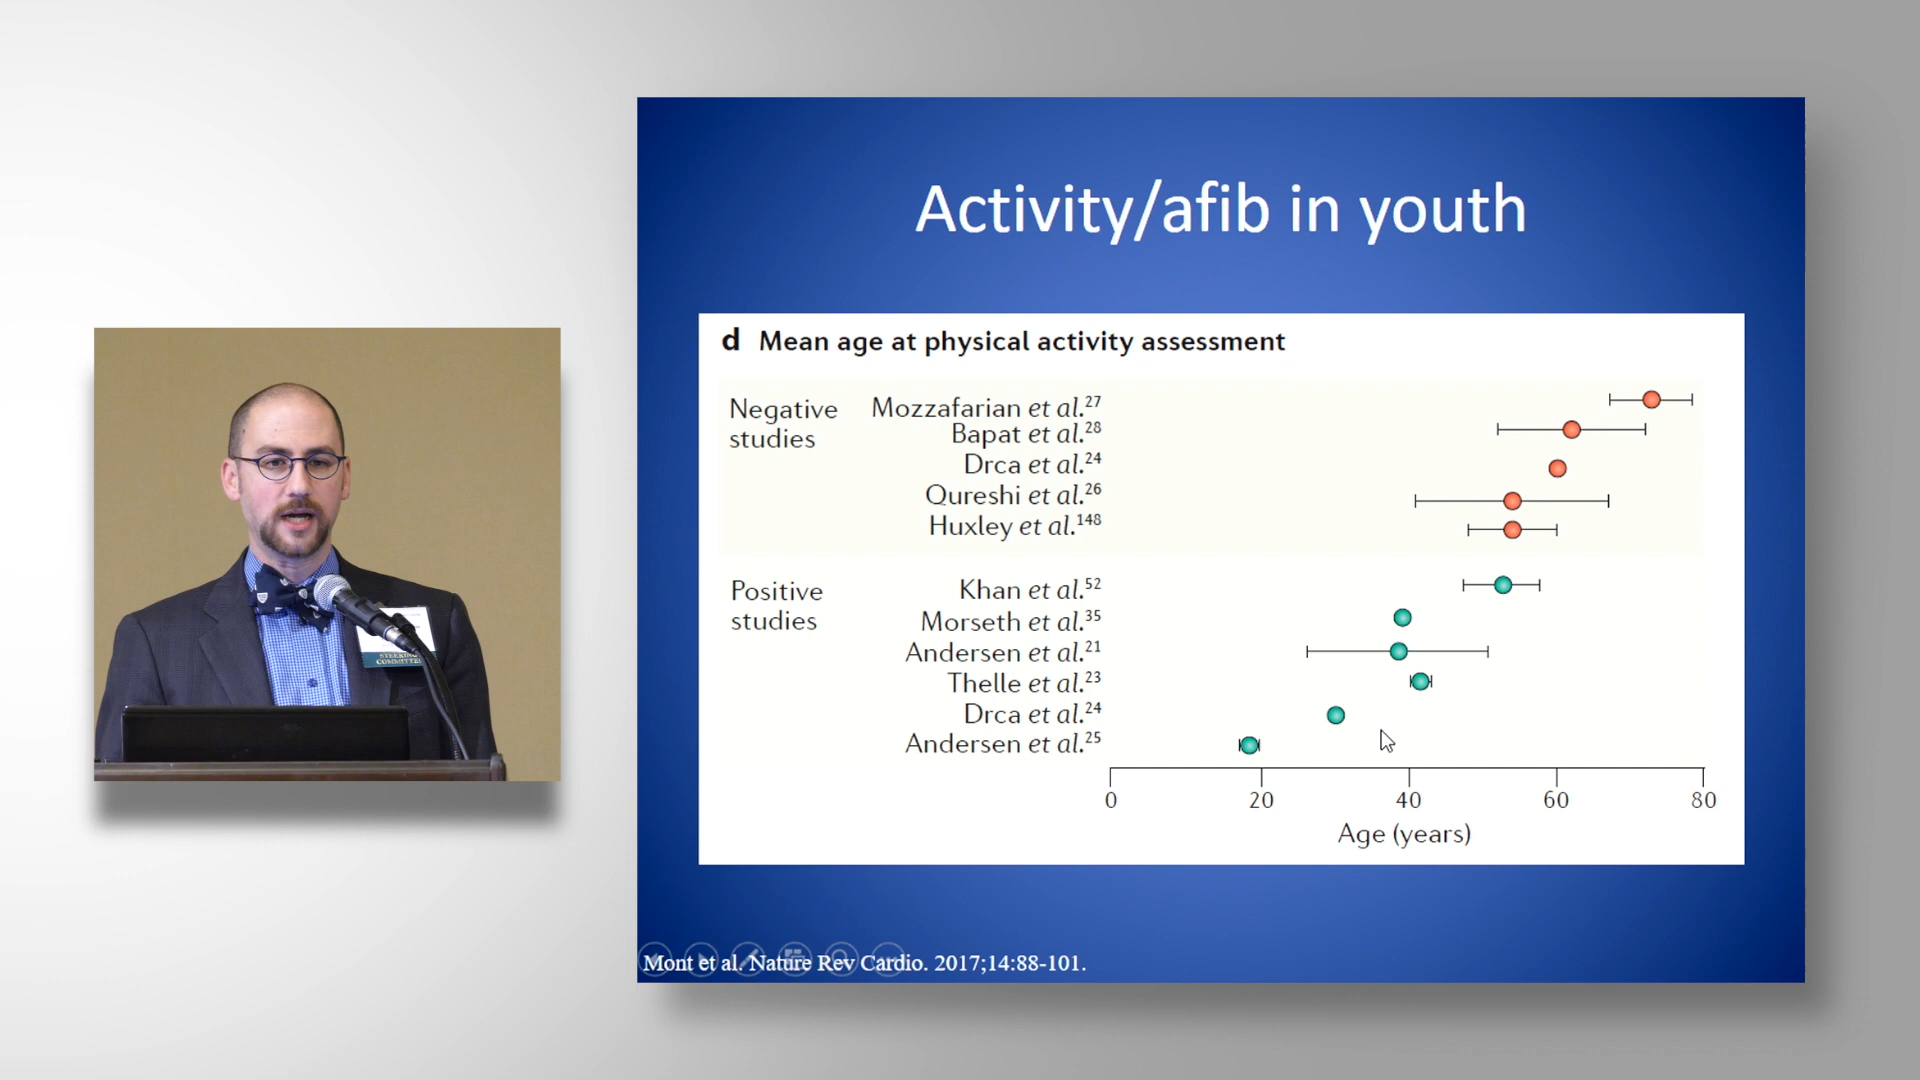 Activity/afib in youth
d Mean age at physical activity assessment
Negative studies
Mozzafarian et al.27
Bapat et al.28
Drca et al.24
Qureshi et al.26
Huxley et al.148
Positive studies
Khan et al.52
Morseth et al.35
Andersen et al.21
Thelle et al.23
Drca et al.24
Andersen et al.25
0 20 40 60 80
Age (years)
Mont et al. Nature Rev Cardio. 2017;14:88-101.
STEERING
COMMITTEE